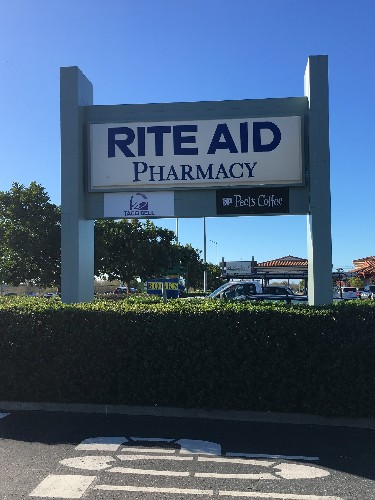 RITE AID
PHARMACY
TACO BELL
Peet's Coffee